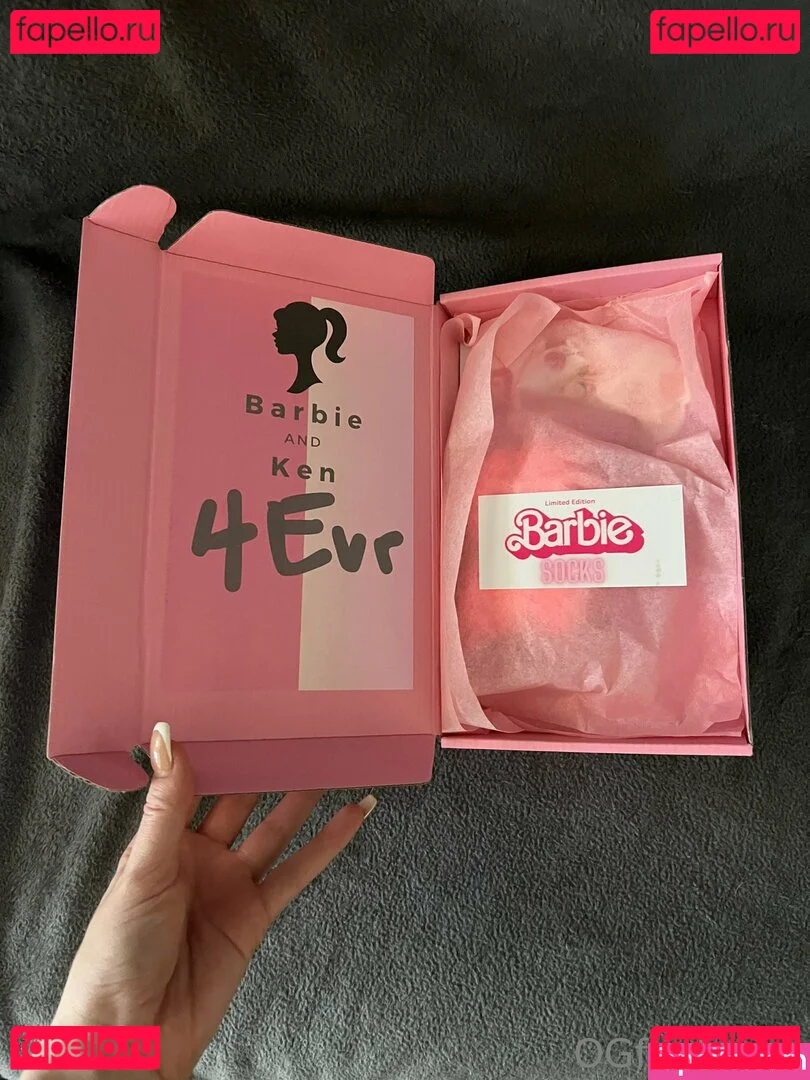 fapello.ru
fapello.ru
Barbie
AND
Ken
4Evr
Limited Edition
Barbie
SOCKS
fapello.ru
fapello.ru